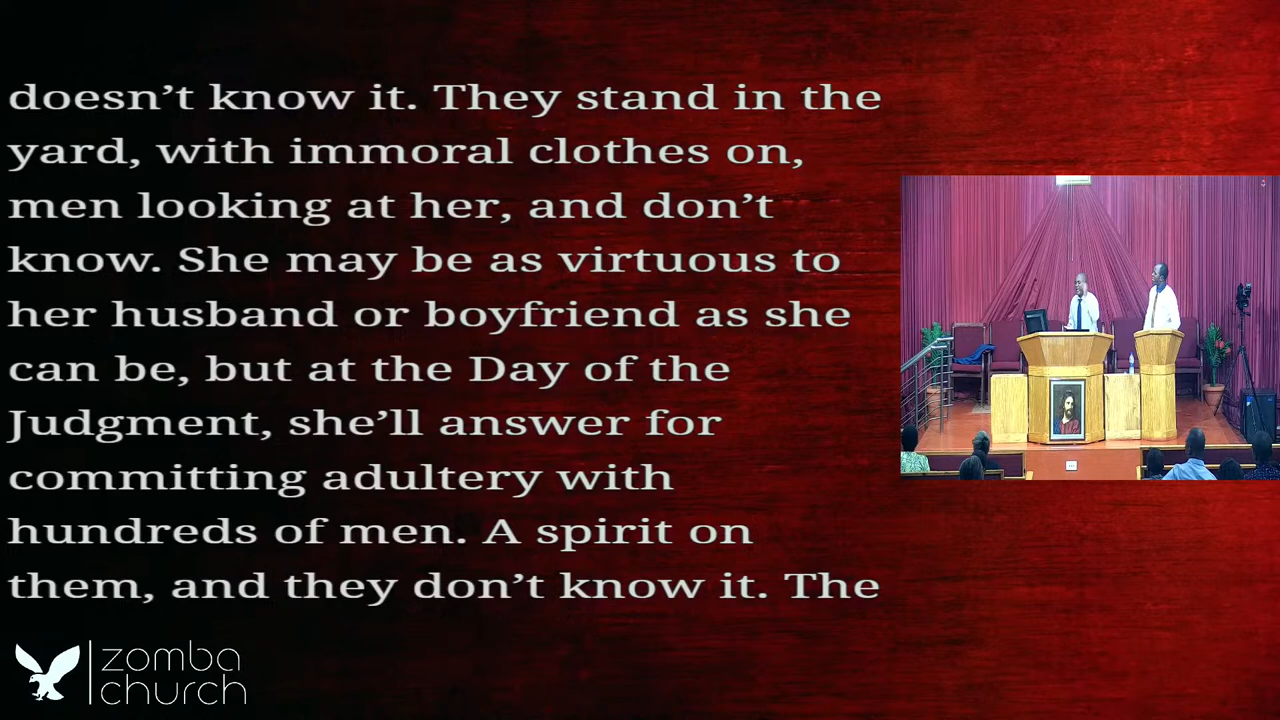 doesn’t know it. They stand in the
yard, with immoral clothes on,
men looking at her, and don’t
know. She may be as virtuous to
her husband or boyfriend as she
can be, but at the Day of the
Judgment, she’ll answer for
committing adultery with
hundreds of men. A spirit on
them, and they don’t know it. The
zomba
church